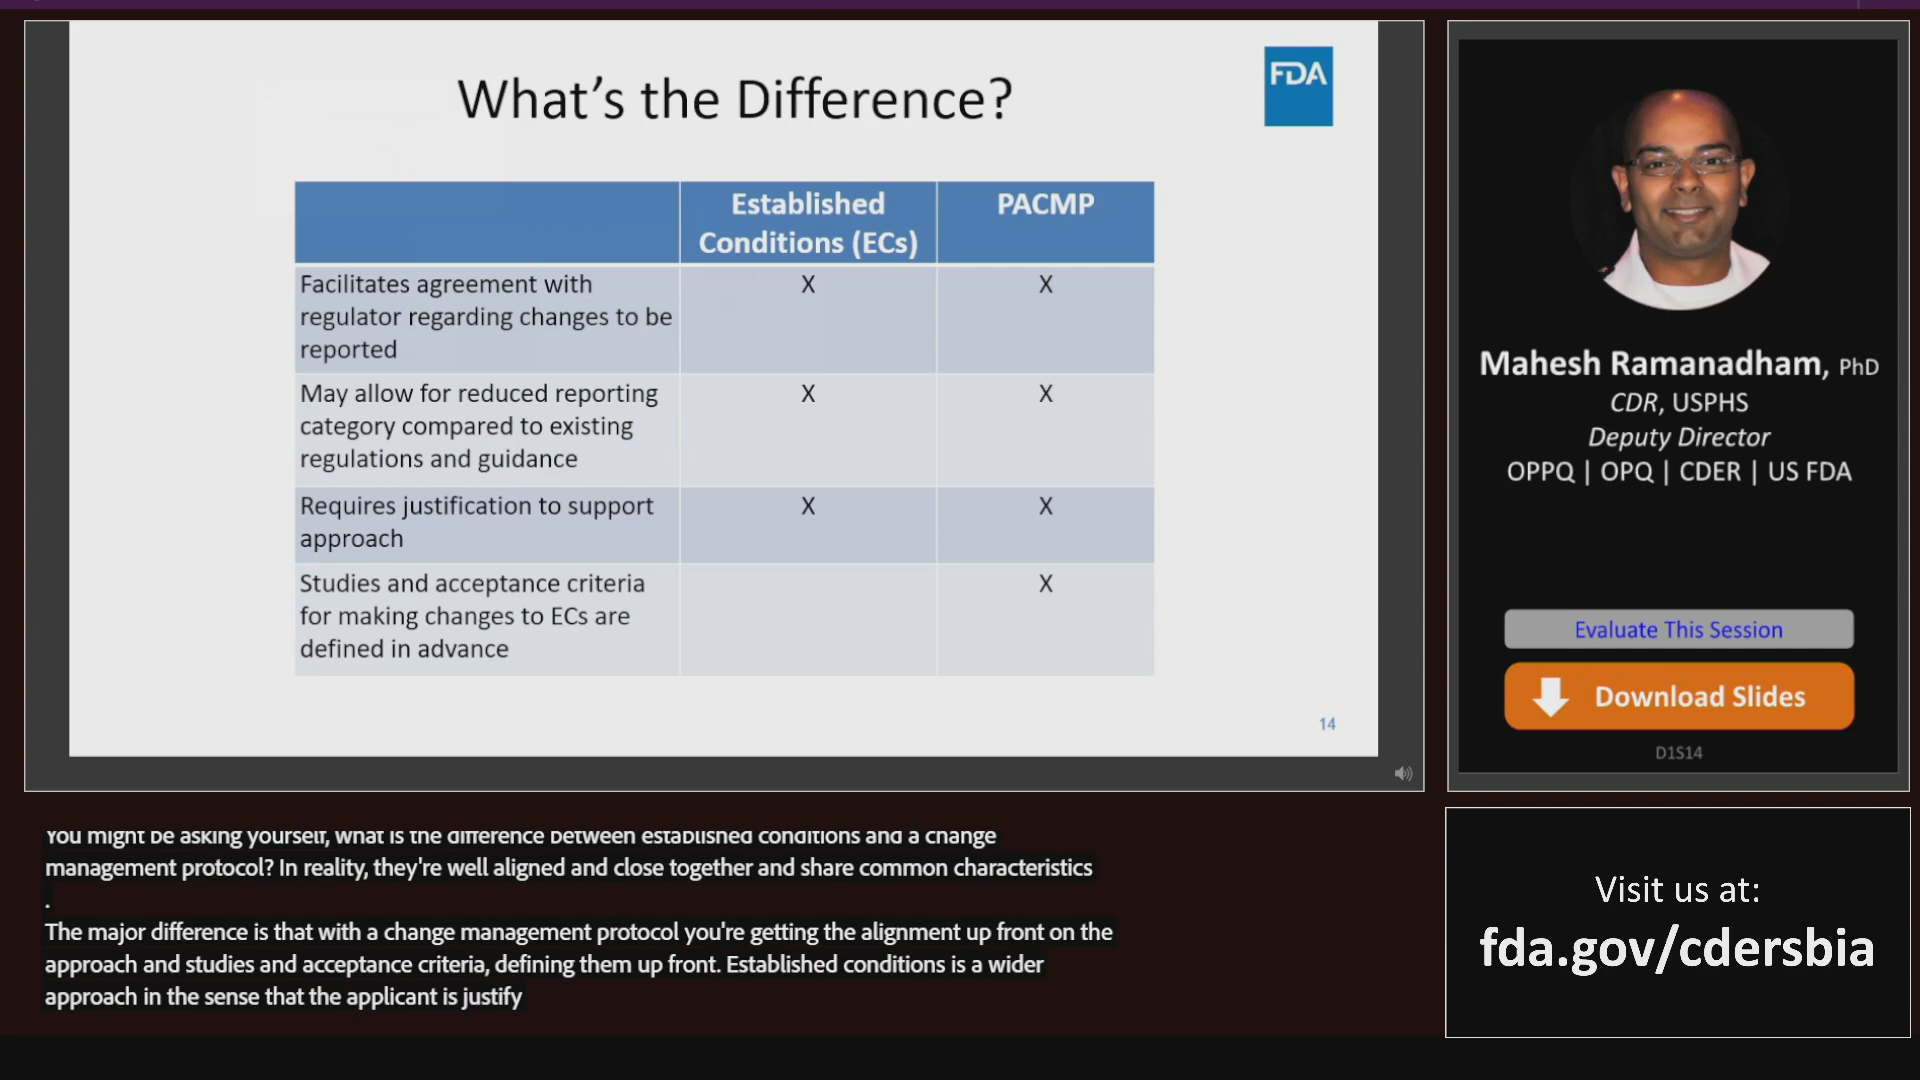 What's the Difference?
FDA
Established
Conditions (ECs)
PACMP
Facilitates agreement with
regulator regarding changes to be
reported
X
X
May allow for reduced reporting
category compared to existing
regulations and guidance
X
X
Requires justification to support
approach
X
X
Studies and acceptance criteria
for making changes to ECs are
defined in advance
X
14
Mahesh Ramanadham, PhD
CDR, USPHS
Deputy Director
OPPQ | OPQ | CDER | US FDA
Evaluate This Session
Download Slides
D1S14
You might be asking yourself, what is the difference between established conditions and a change
management protocol? In reality, they're well aligned and close together and share common characteristics
.
The major difference is that with a change management protocol you're getting the alignment up front on the
approach and studies and acceptance criteria, defining them up front. Established conditions is a wider
approach in the sense that the applicant is justify
Visit us at:
fda.gov/cdersbia